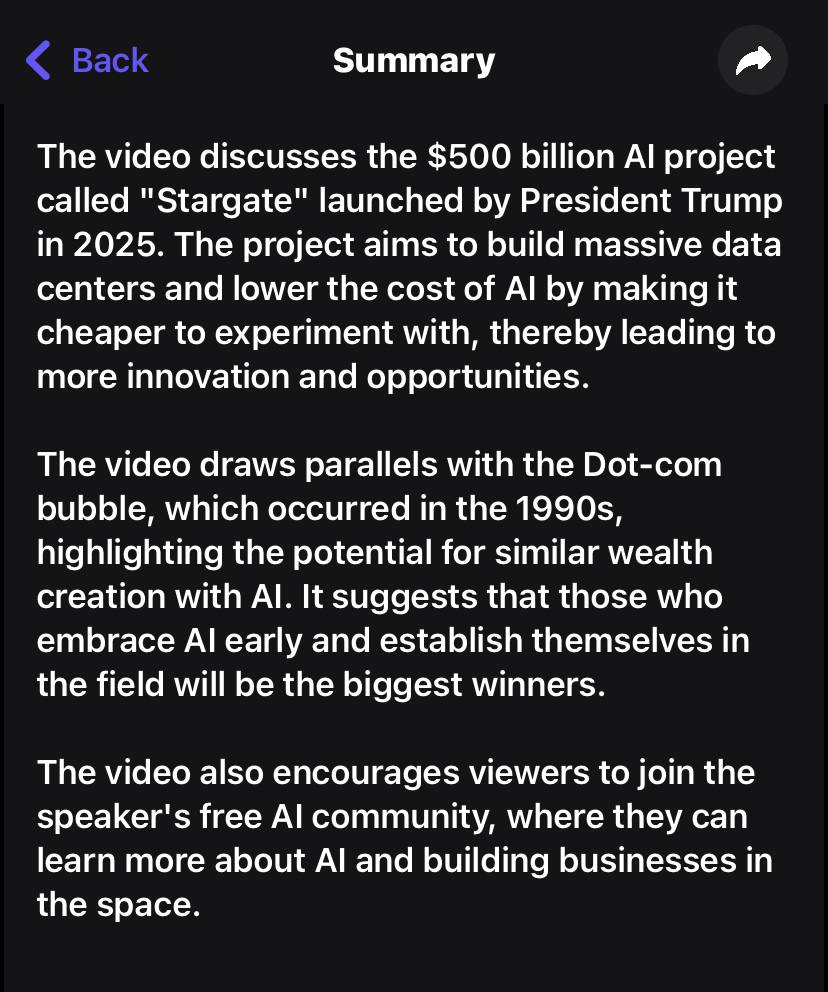 Back
Summary
The video discusses the $500 billion AI project
called "Stargate" launched by President Trump
in 2025. The project aims to build massive data
centers and lower the cost of AI by making it
cheaper to experiment with, thereby leading to
more innovation and opportunities.
The video draws parallels with the Dot-com
bubble, which occurred in the 1990s,
highlighting the potential for similar wealth
creation with AI. It suggests that those who
embrace AI early and establish themselves in
the field will be the biggest winners.
The video also encourages viewers to join the
speaker's free AI community, where they can
learn more about AI and building businesses in
the space.